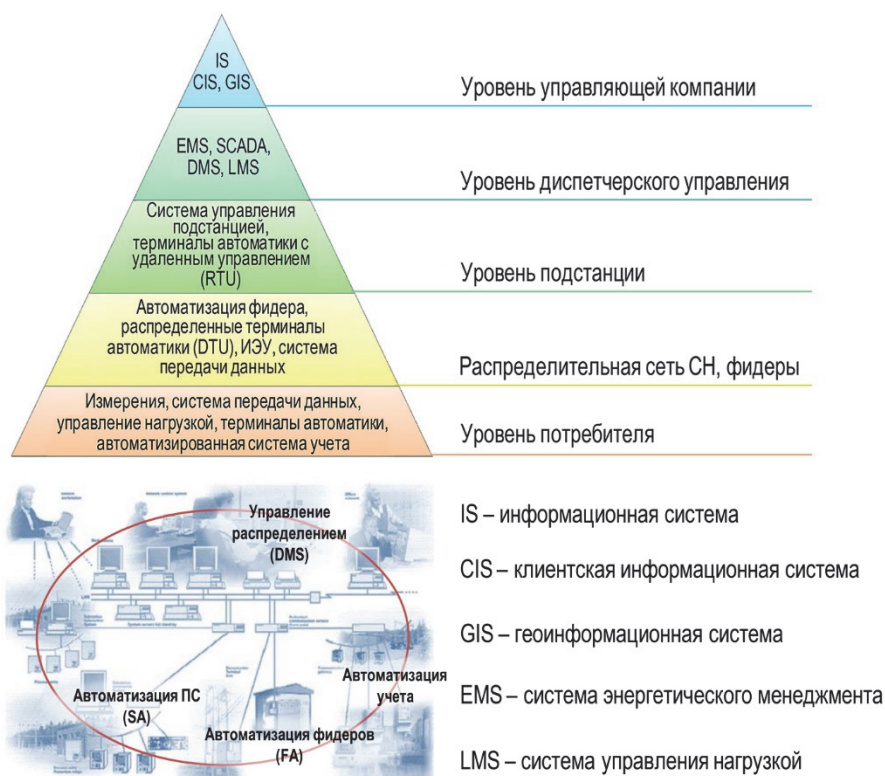 IS
CIS, GIS
Уровень управляющей компании
EMS, SCADA,
DMS, LMS
Уровень диспетчерского управления
Система управления
подстанцией,
терминалы автоматики с
удаленным управлением
(RTU)
Уровень подстанции
Автоматизация фидера,
распределенные терминалы
автоматики (DTU), ИЭУ, система
передачи данных
Распределительная сеть СН, фидеры
Измерения, система передачи данных,
управление нагрузкой, терминалы автоматики,
автоматизированная система учета
Уровень потребителя
Управление
распределением
(DMS)
Автоматизация
учета
Автоматизация ПС
(SA)
Автоматизация фидеров
(FA)
IS – информационная система
CIS – клиентская информационная система
GIS – геоинформационная система
EMS – система энергетического менеджмента
LMS – система управления нагрузкой